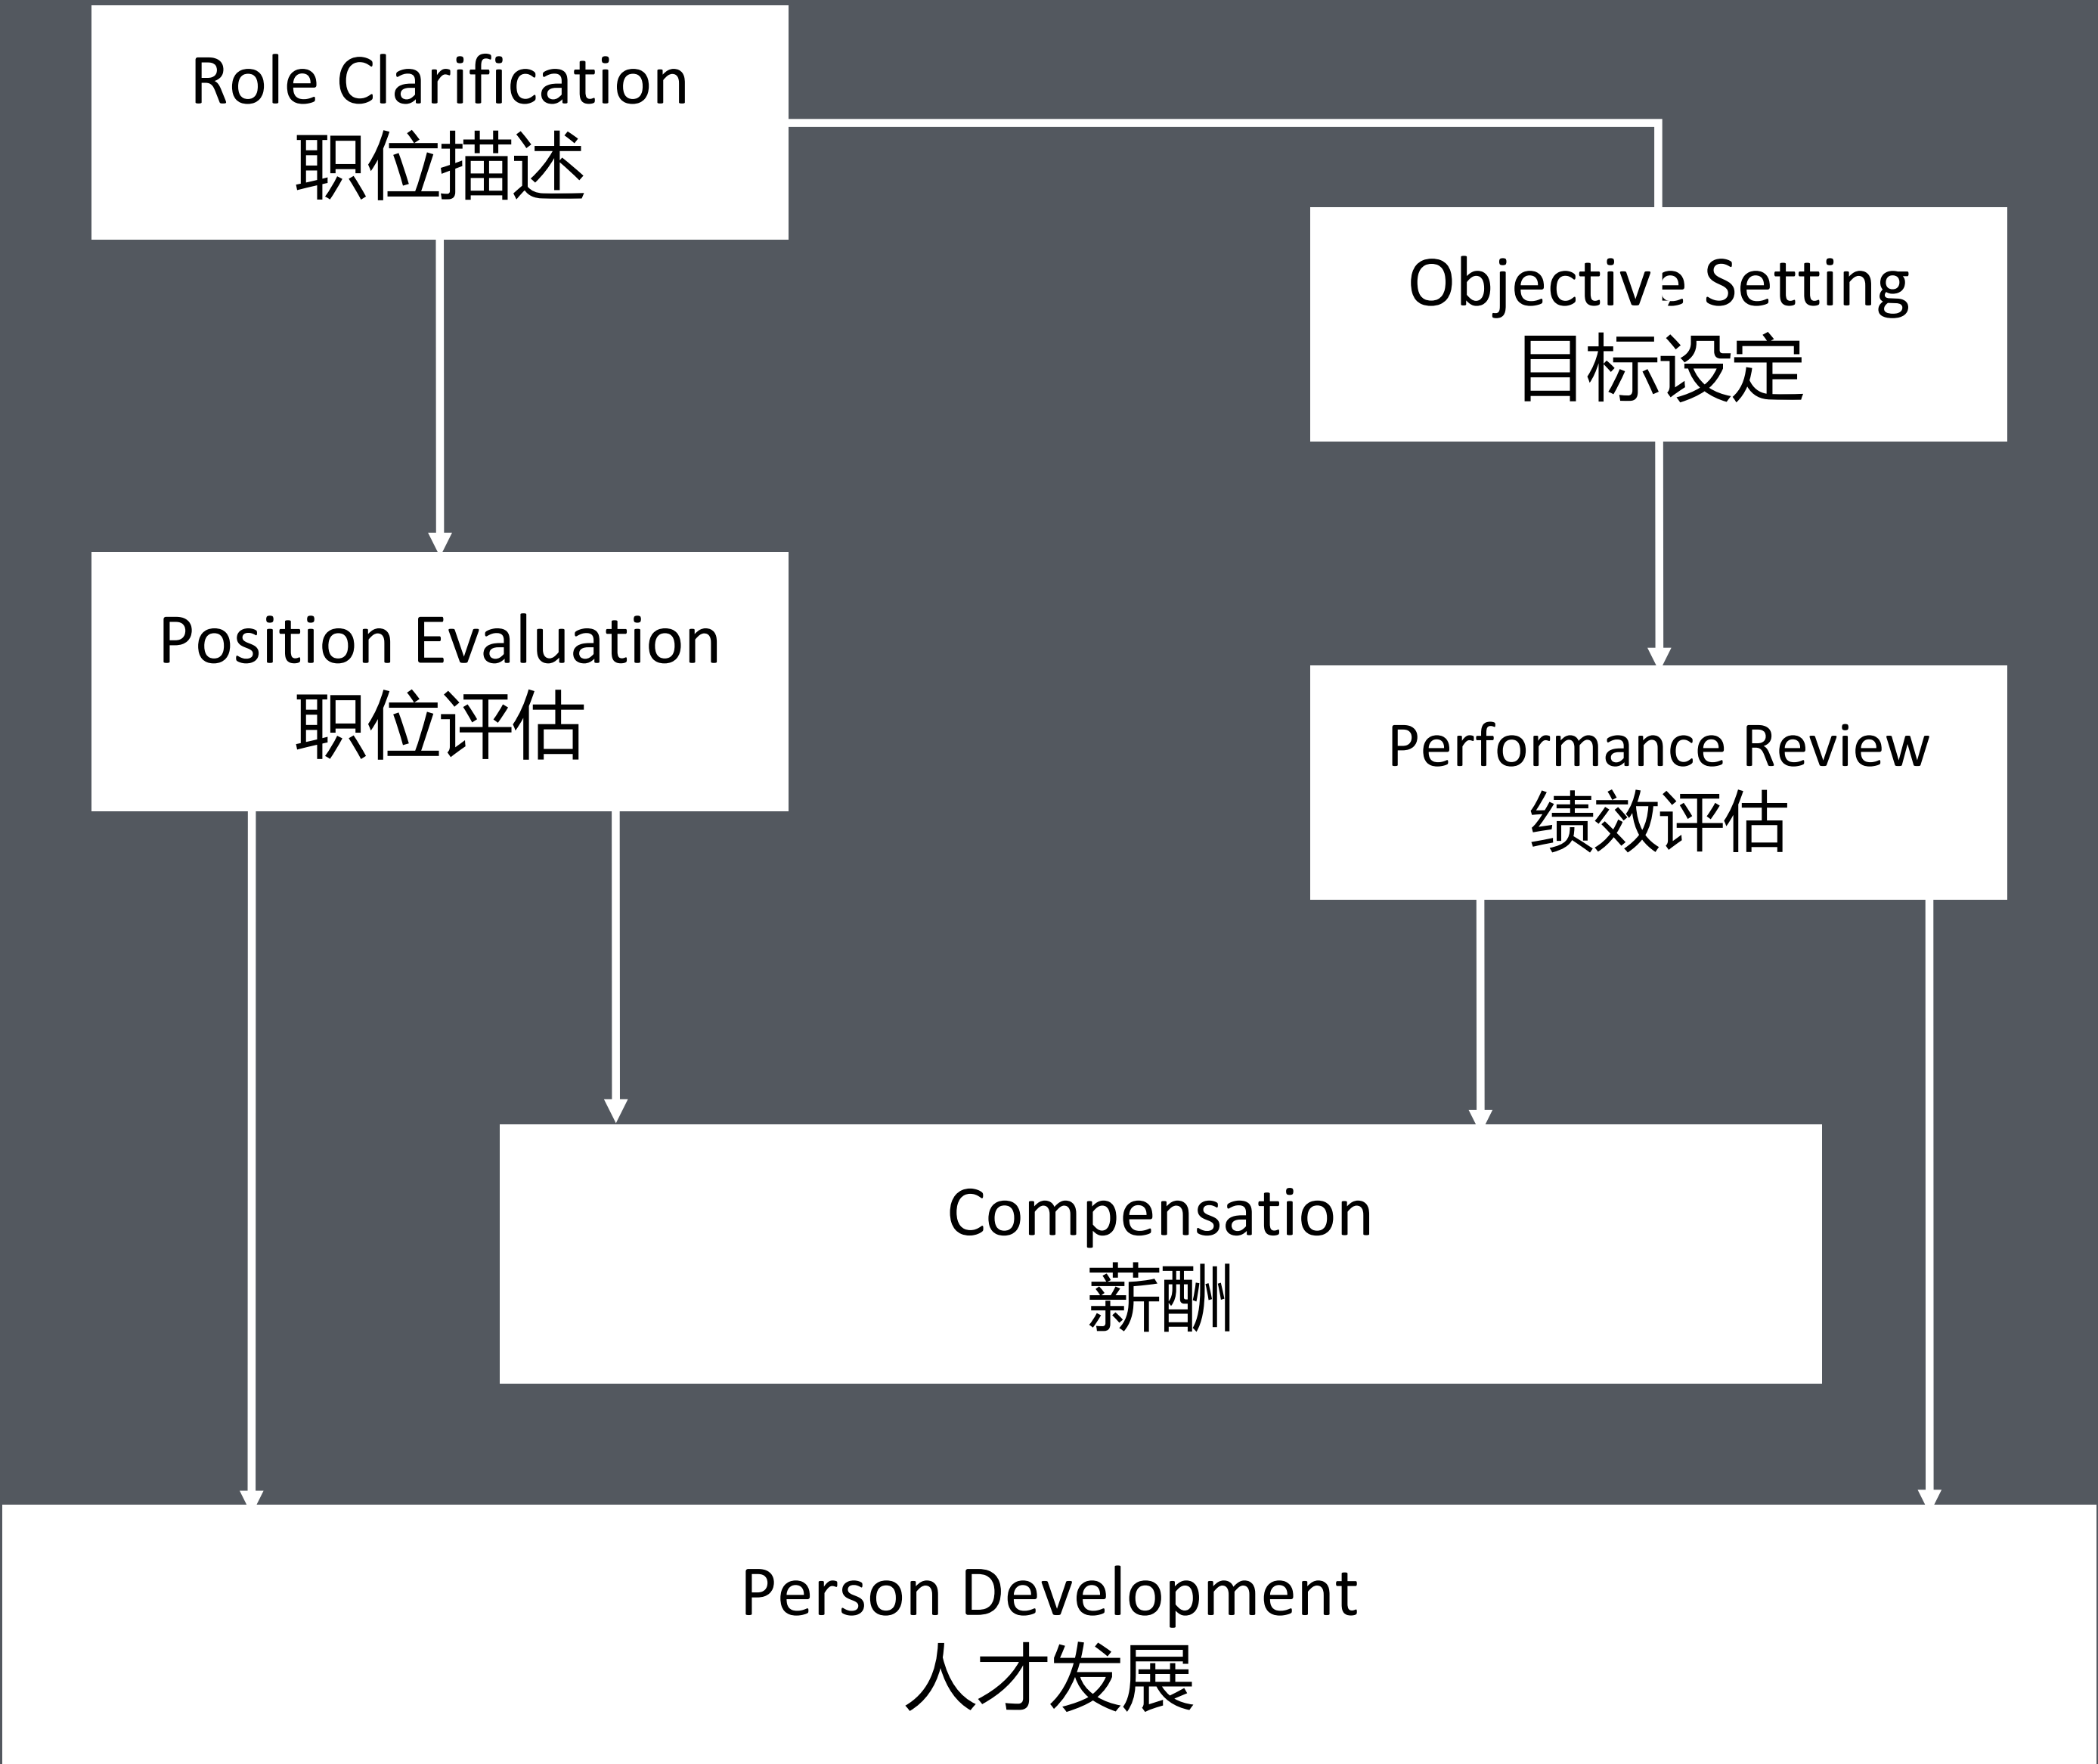 Role Clarification
职位描述
Objective Setting
目标设定
Position Evaluation
职位评估
Performance Review
绩效评估
Compensation
薪酬
Person Development
人才发展